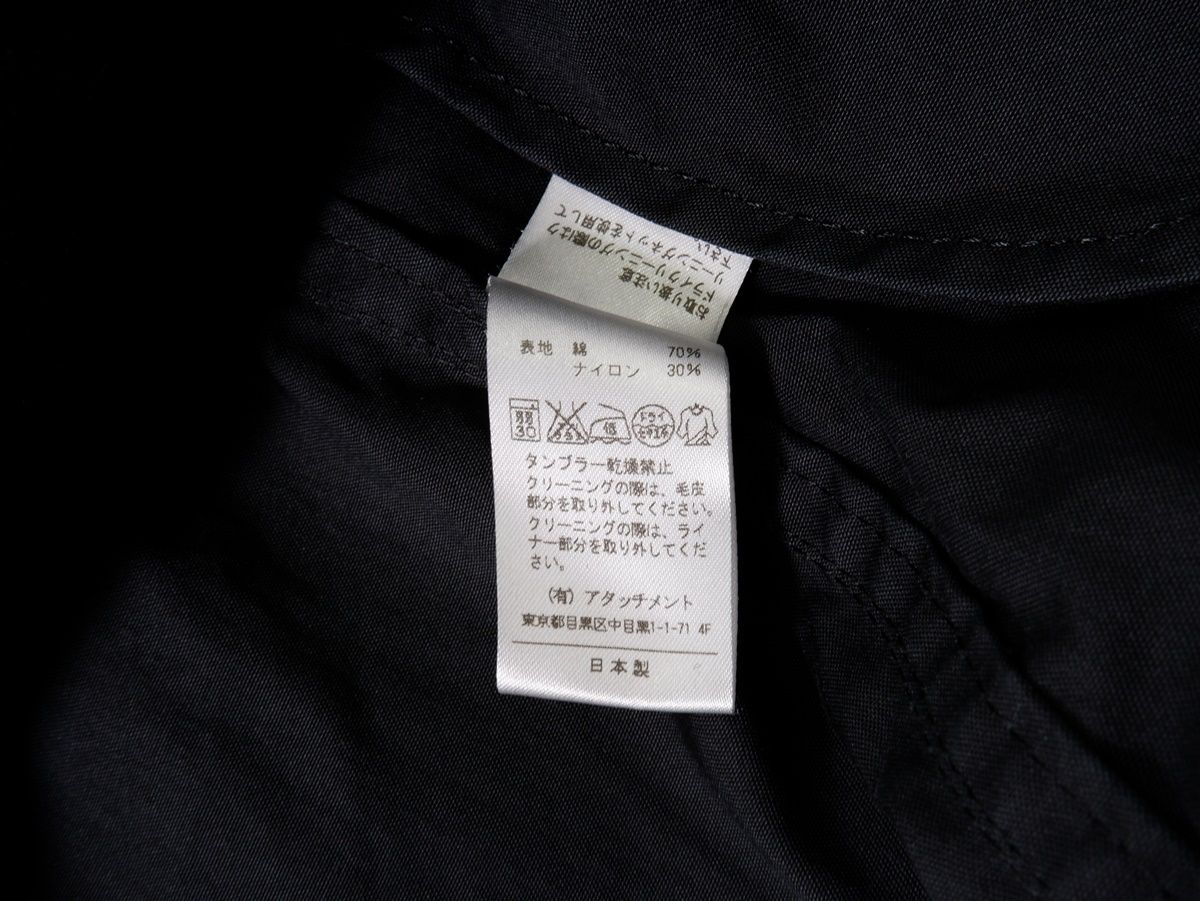 お取り扱い注意
ドライクリーニングの際はク
リーニングネットを使用して
下さい
表地 綿 70%
ナイロン 30%
30
低
ドライ
セキユ系
タンブラー乾燥禁止
クリーニングの際は、毛皮
部分を取り外してください。
クリーニングの際は、ライ
ナー部分を取り外してくだ
さい。
(有) アタッチメント
東京都目黒区中目黒1-1-71 4F
日本製